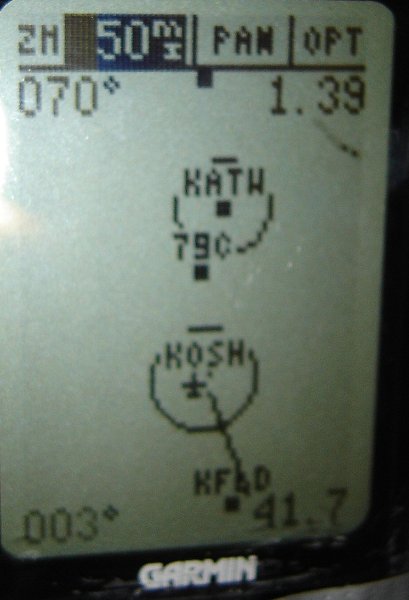 ZM 50mi PAN OPT
070° 1.39
KATW
79C
KOSH
KFLD
003° 41.7
GARMIN